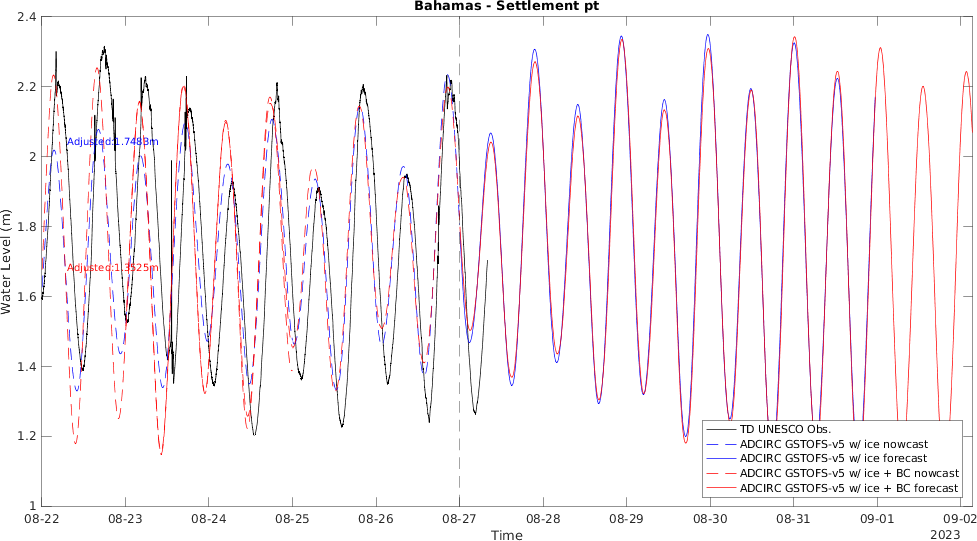 Bahamas - Settlement pt
2.4
2.2
2
1.8
1.6
1.4
1.2
1
Water Level (m)
Adjusted:1.7483m
Adjusted:1.3525m
TD UNESCO Obs.
ADCIRC GSTOFS-v5 w/ ice nowcast
ADCIRC GSTOFS-v5 w/ ice forecast
ADCIRC GSTOFS-v5 w/ ice + BC nowcast
ADCIRC GSTOFS-v5 w/ ice + BC forecast
08-22 08-23 08-24 08-25 08-26 08-27 08-28 08-29 08-30 08-31 09-01 09-02
2023
Time